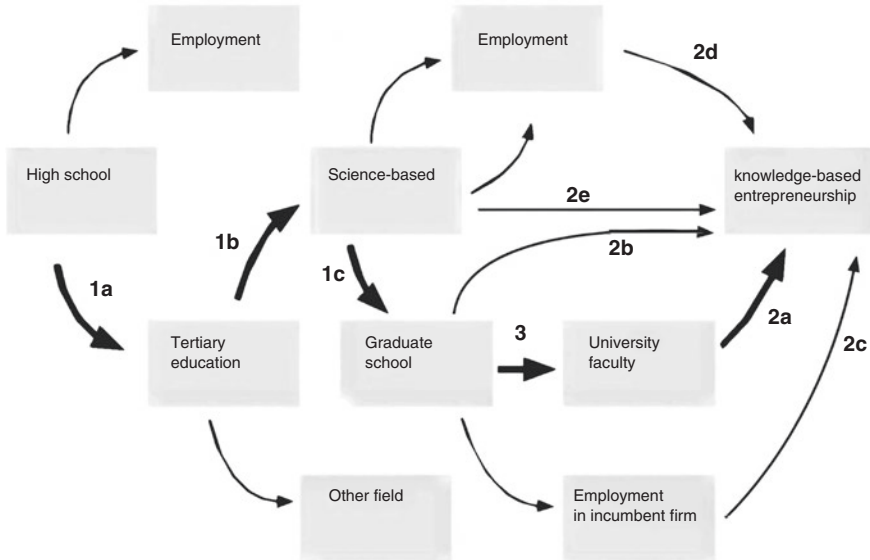 Employment
Employment
2d
High school
Science-based
knowledge-based
entrepreneurship
2e
1b
2b
1c
1a
Tertiary
education
Graduate
school
3
University
faculty
2a
2c
Other field
Employment
in incumbent firm